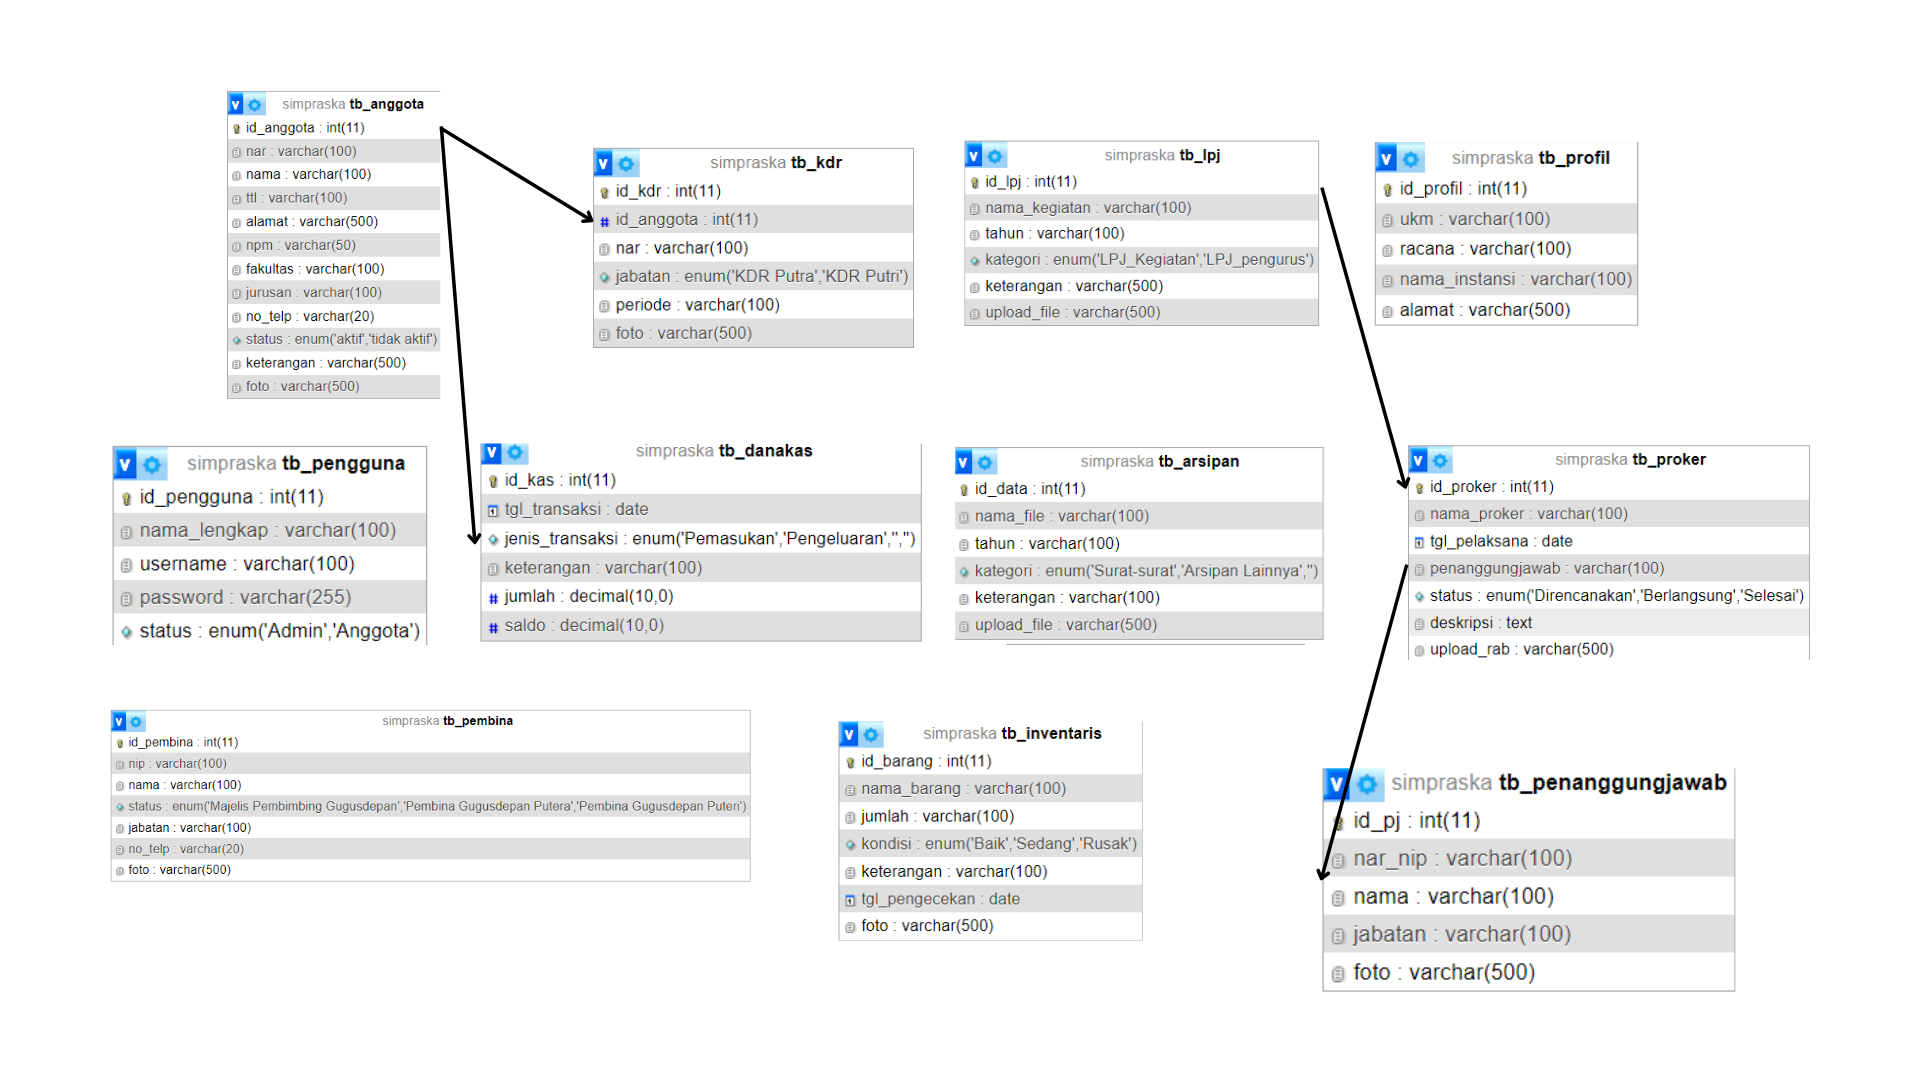 simpraska tb_anggota
id_anggota : int(11)
nar : varchar(100)
nama : varchar(100)
ttl : varchar(100)
alamat : varchar(500)
npm : varchar(50)
fakultas : varchar(100)
jurusan : varchar(100)
no_telp : varchar(20)
status : enum('aktif','tidak aktif')
keterangan : varchar(500)
foto : varchar(500)
simpraska tb_kdr
id_kdr : int(11)
id_anggota : int(11)
nar : varchar(100)
jabatan : enum('KDR Putra','KDR Putri')
periode : varchar(100)
foto : varchar(500)
simpraska tb_lpj
id_lpj : int(11)
nama_kegiatan : varchar(100)
tahun : varchar(100)
kategori : enum('LPJ_Kegiatan','LPJ_pengurus')
keterangan : varchar(500)
upload_file : varchar(500)
simpraska tb_profil
id_profil : int(11)
ukm : varchar(100)
racana : varchar(100)
nama_instansi : varchar(100)
alamat : varchar(500)
simpraska tb_pengguna
id_pengguna : int(11)
nama_lengkap : varchar(100)
username : varchar(100)
password : varchar(255)
status : enum('Admin','Anggota')
simpraska tb_danakas
id_kas : int(11)
tgl_transaksi : date
jenis_transaksi : enum('Pemasukan','Pengeluaran','','')
keterangan : varchar(100)
jumlah : decimal(10,0)
saldo : decimal(10,0)
simpraska tb_arsipan
id_data : int(11)
nama_file : varchar(100)
tahun : varchar(100)
kategori : enum('Surat-surat','Arsipan Lainnya','')
keterangan : varchar(100)
upload_file : varchar(500)
simpraska tb_proker
id_proker : int(11)
nama_proker : varchar(100)
tgl_pelaksana : date
penanggungjawab : varchar(100)
status : enum('Direncanakan','Berlangsung','Selesai')
deskripsi : text
upload_rab : varchar(500)
simpraska tb_pembina
id_pembina : int(11)
nip : varchar(100)
nama : varchar(100)
status : enum('Majelis Pembimbing Gugusdepan','Pembina Gugusdepan Putera','Pembina Gugusdepan Puteri')
jabatan : varchar(100)
no_telp : varchar(20)
foto : varchar(500)
simpraska tb_inventaris
id_barang : int(11)
nama_barang : varchar(100)
jumlah : varchar(100)
kondisi : enum('Baik','Sedang','Rusak')
keterangan : varchar(100)
tgl_pengecekan : date
foto : varchar(500)
simpraska tb_penanggungjawab
id_pj : int(11)
nar_nip : varchar(100)
nama : varchar(100)
jabatan : varchar(100)
foto : varchar(500)